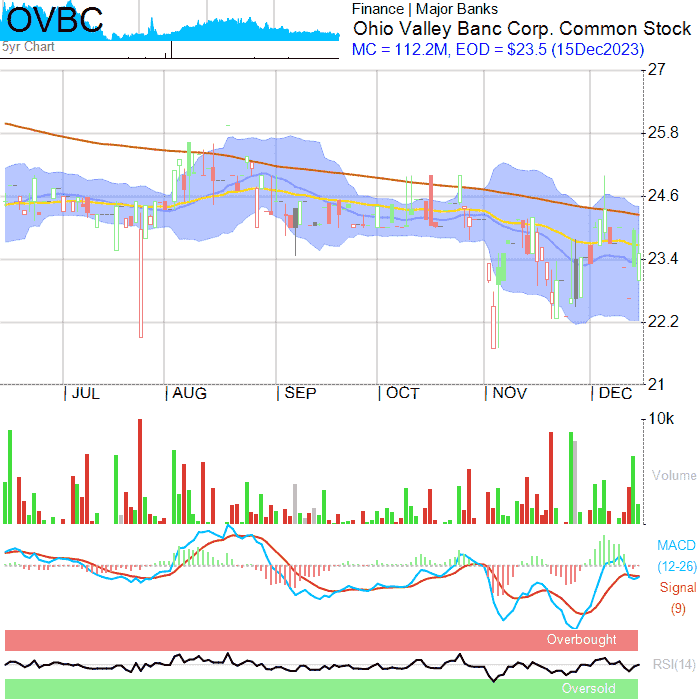 OVBC
5yr Chart
Finance | Major Banks
Ohio Valley Banc Corp. Common Stock
MC = 112.2M, EOD = $23.5 (15Dec2023)
27
25.8
24.6
23.4
22.2
21
JUL AUG SEP OCT NOV DEC
10k
Volume
MACD
(12-26)
Signal
(9)
Overbought
RSI(14)
Oversold